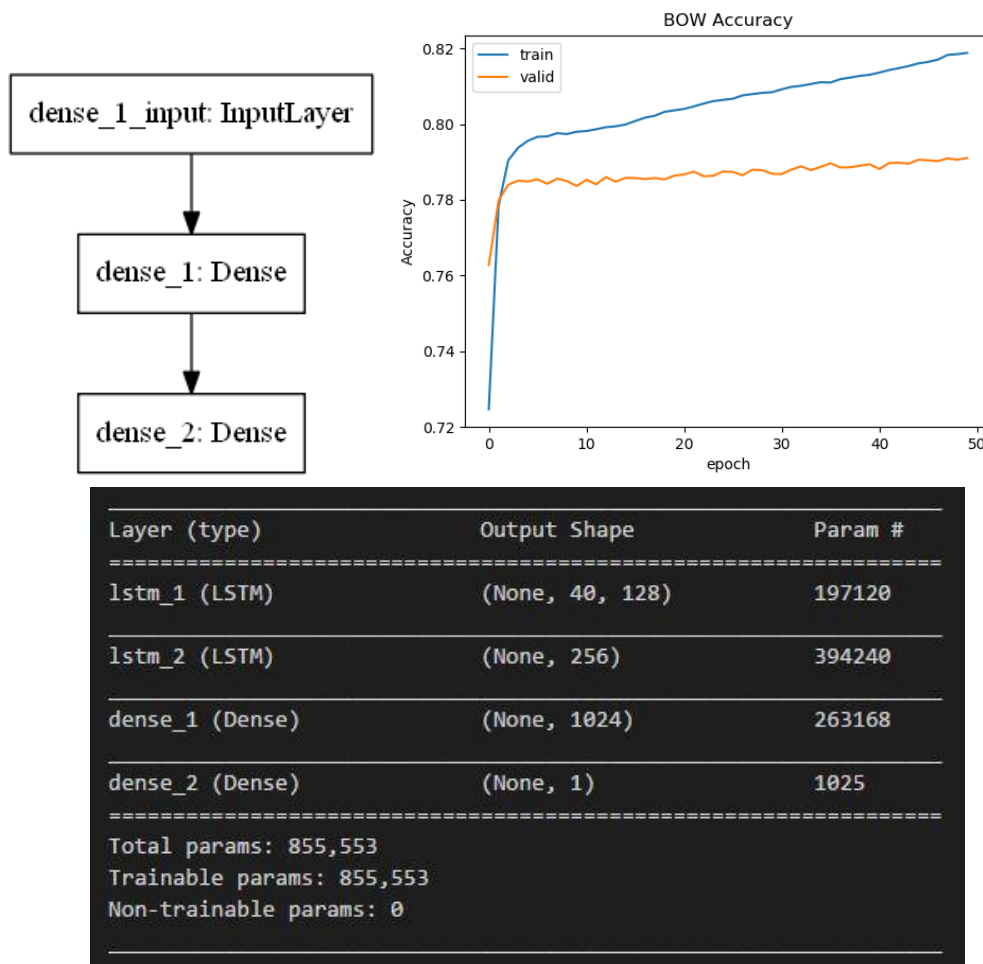 dense_1_input: InputLayer
dense_1: Dense
dense_2: Dense
BOW Accuracy
train
valid
0.82
0.80
0.78
0.76
0.74
0.72
Accuracy
0 10 20 30 40 50
epoch
Layer (type) Output Shape Param #
=================================================================
lstm_1 (LSTM) (None, 40, 128) 197120
lstm_2 (LSTM) (None, 256) 394240
dense_1 (Dense) (None, 1024) 263168
dense_2 (Dense) (None, 1) 1025
=================================================================
Total params: 855,553
Trainable params: 855,553
Non-trainable params: 0